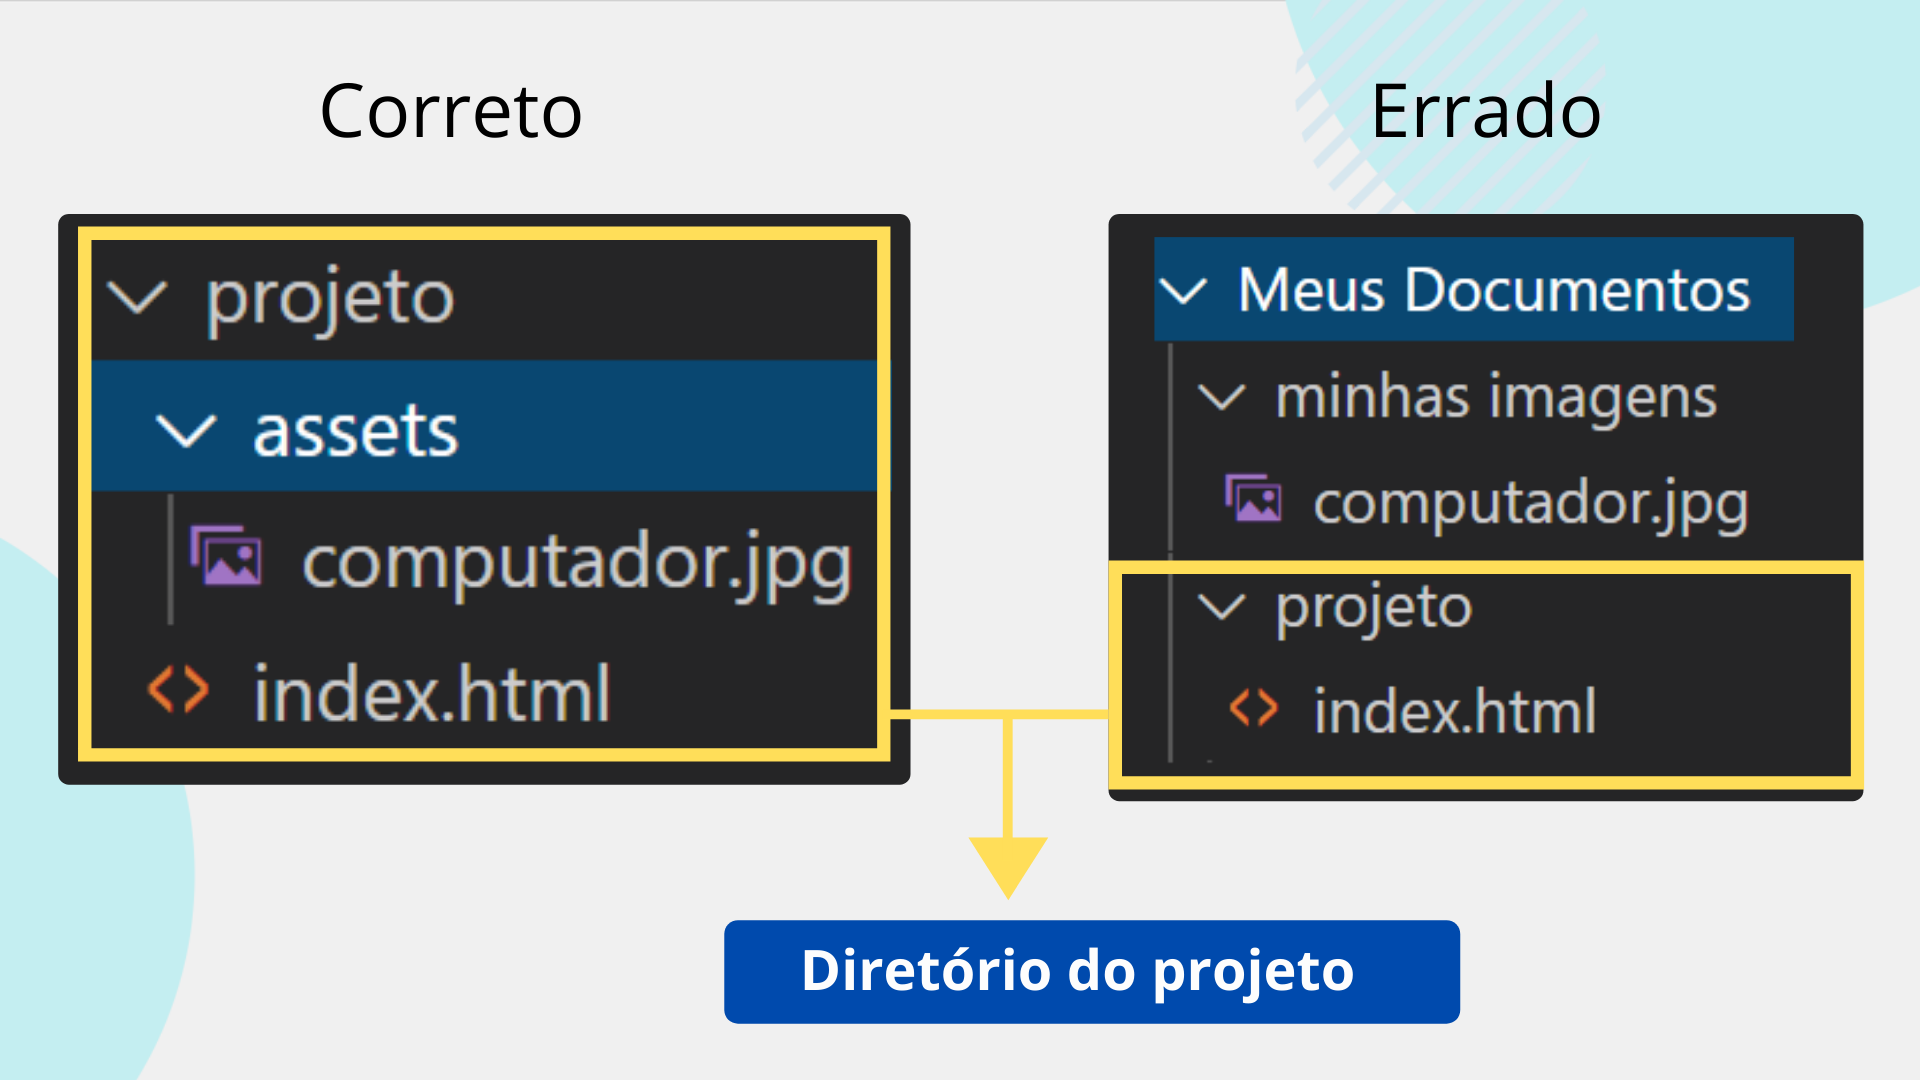 Correto
projeto
assets
computador.jpg
index.html
Errado
Meus Documentos
minhas imagens
computador.jpg
projeto
index.html
Diretório do projeto